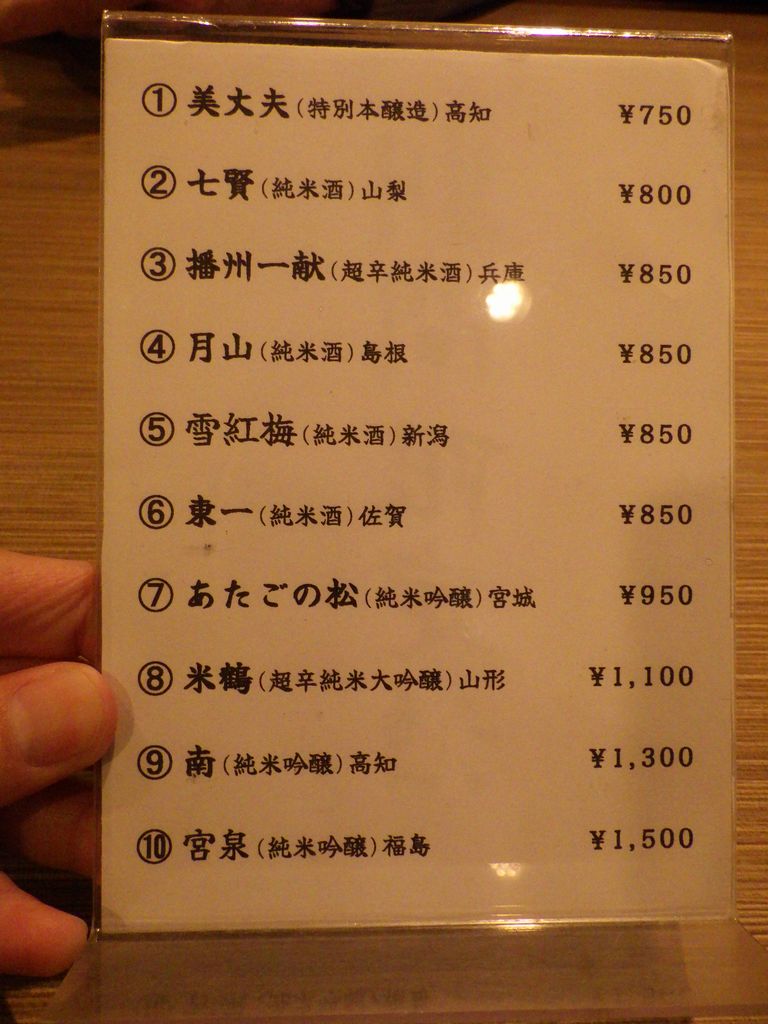 ① 美丈夫(特別本醸造)高知 ¥750
② 七賢(純米酒)山梨 ¥800
③ 播州一献(超辛純米酒)兵庫 ¥850
④ 月山(純米酒)島根 ¥850
⑤ 雪紅梅(純米酒)新潟 ¥850
⑥ 東一(純米酒)佐賀 ¥850
⑦ あたごの松(純米吟醸)宮城 ¥950
⑧ 米鶴(超辛純米大吟醸)山形 ¥1,100
⑨ 南(純米吟醸)高知 ¥1,300
⑩ 宮泉(純米吟醸)福島 ¥1,500